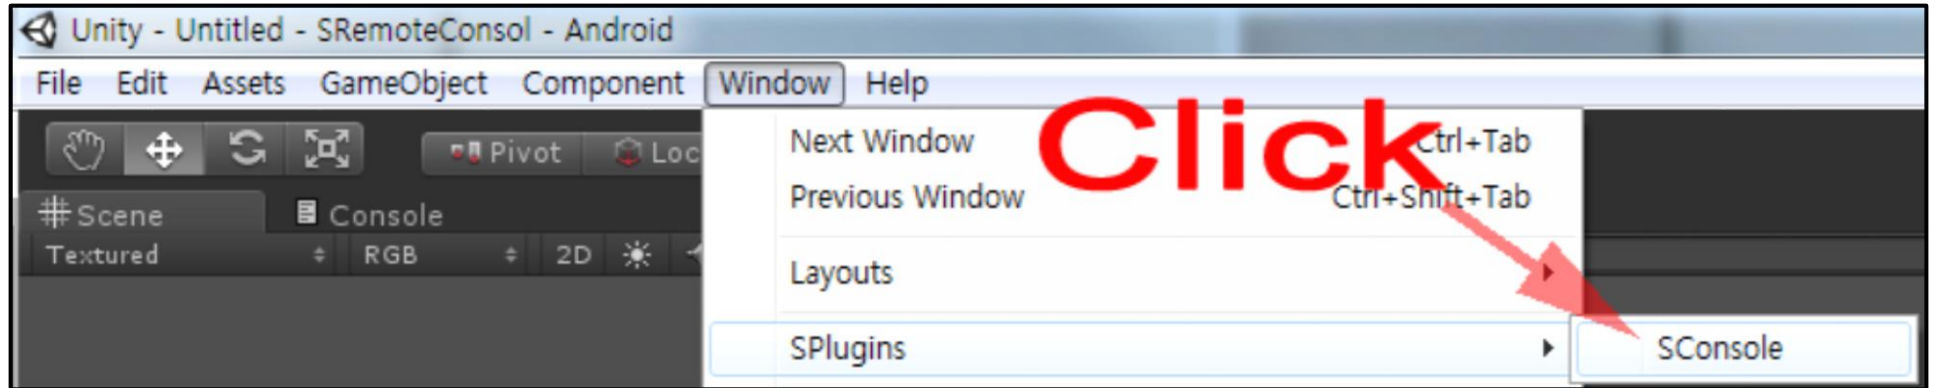 Unity - Untitled - SRemoteConsol - Android
File Edit Assets GameObject Component Window Help
Click
Pivot Loc
Next Window Ctrl+Tab
Previous Window Ctrl+Shift+Tab
Scene Console
Textured RGB 2D
Layouts
SPlugins SConsole